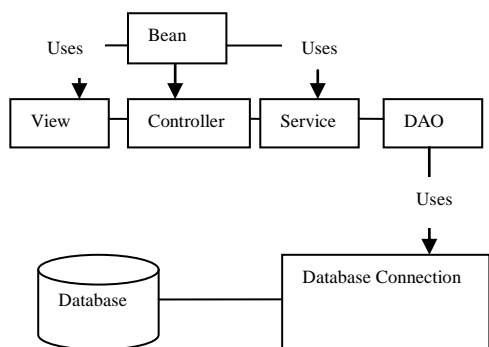 Bean
Uses
Uses
View
Controller
Service
DAO
Uses
Database Connection
Database